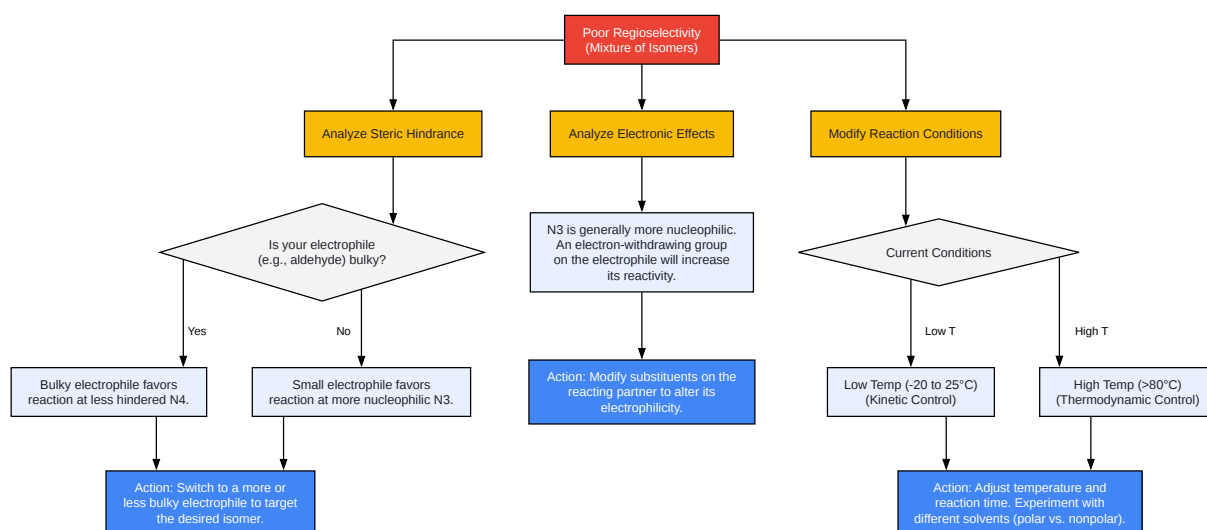 Poor Regioselectivity
(Mixture of Isomers)
Analyze Steric Hindrance
Analyze Electronic Effects
Modify Reaction Conditions
Is your electrophile
(e.g., aldehyde) bulky?
N3 is generally more nucleophilic.
An electron-withdrawing group
on the electrophile will increase
its reactivity.
Current Conditions
Yes
No
Low T
High T
Bulky electrophile favors
reaction at less hindered N4.
Small electrophile favors
reaction at more nucleophilic N3.
Action: Modify substituents on the
reacting partner to alter its
electrophilicity.
Low Temp (-20 to 25°C)
(Kinetic Control)
High Temp (>80°C)
(Thermodynamic Control)
Action: Switch to a more or
less bulky electrophile to target
the desired isomer.
Action: Adjust temperature and
reaction time. Experiment with
different solvents (polar vs. nonpolar).